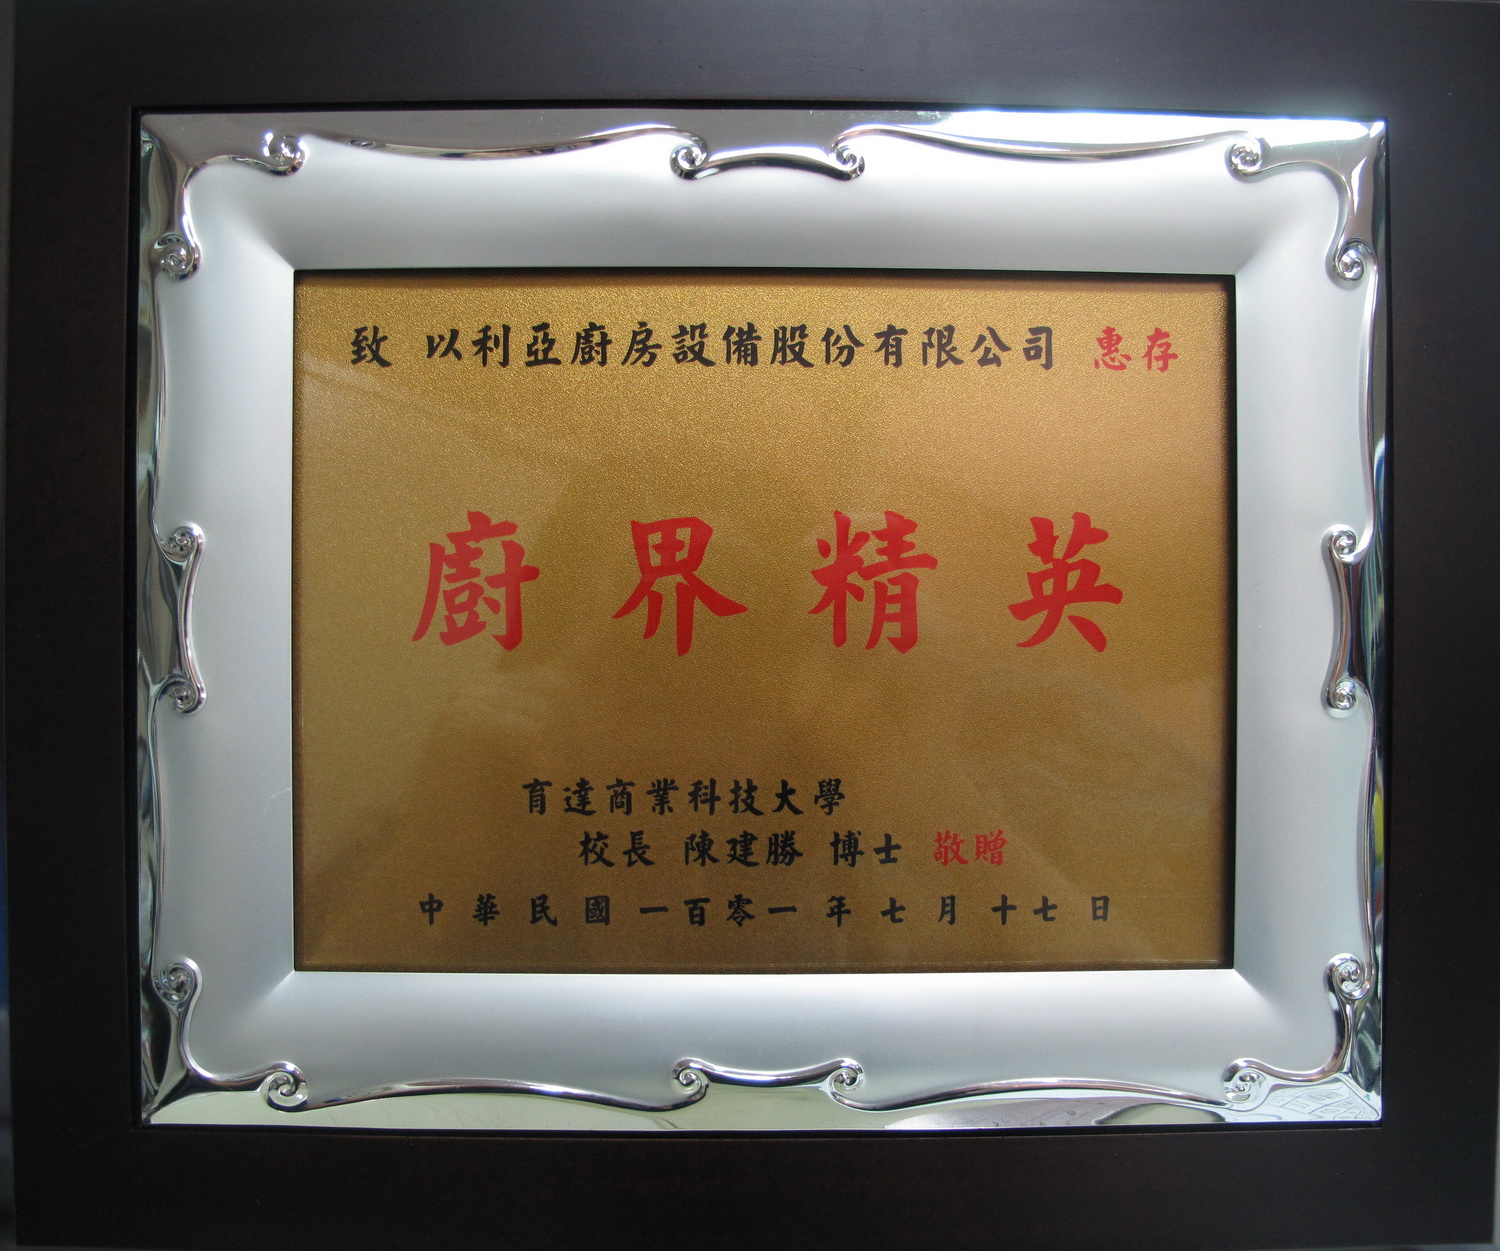 致 以利亞廚房設備股份有限公司 惠存
廚界精英
育達商業科技大學
校長 陳建勝 博士 敬贈
中華民國一百零一年七月十七日